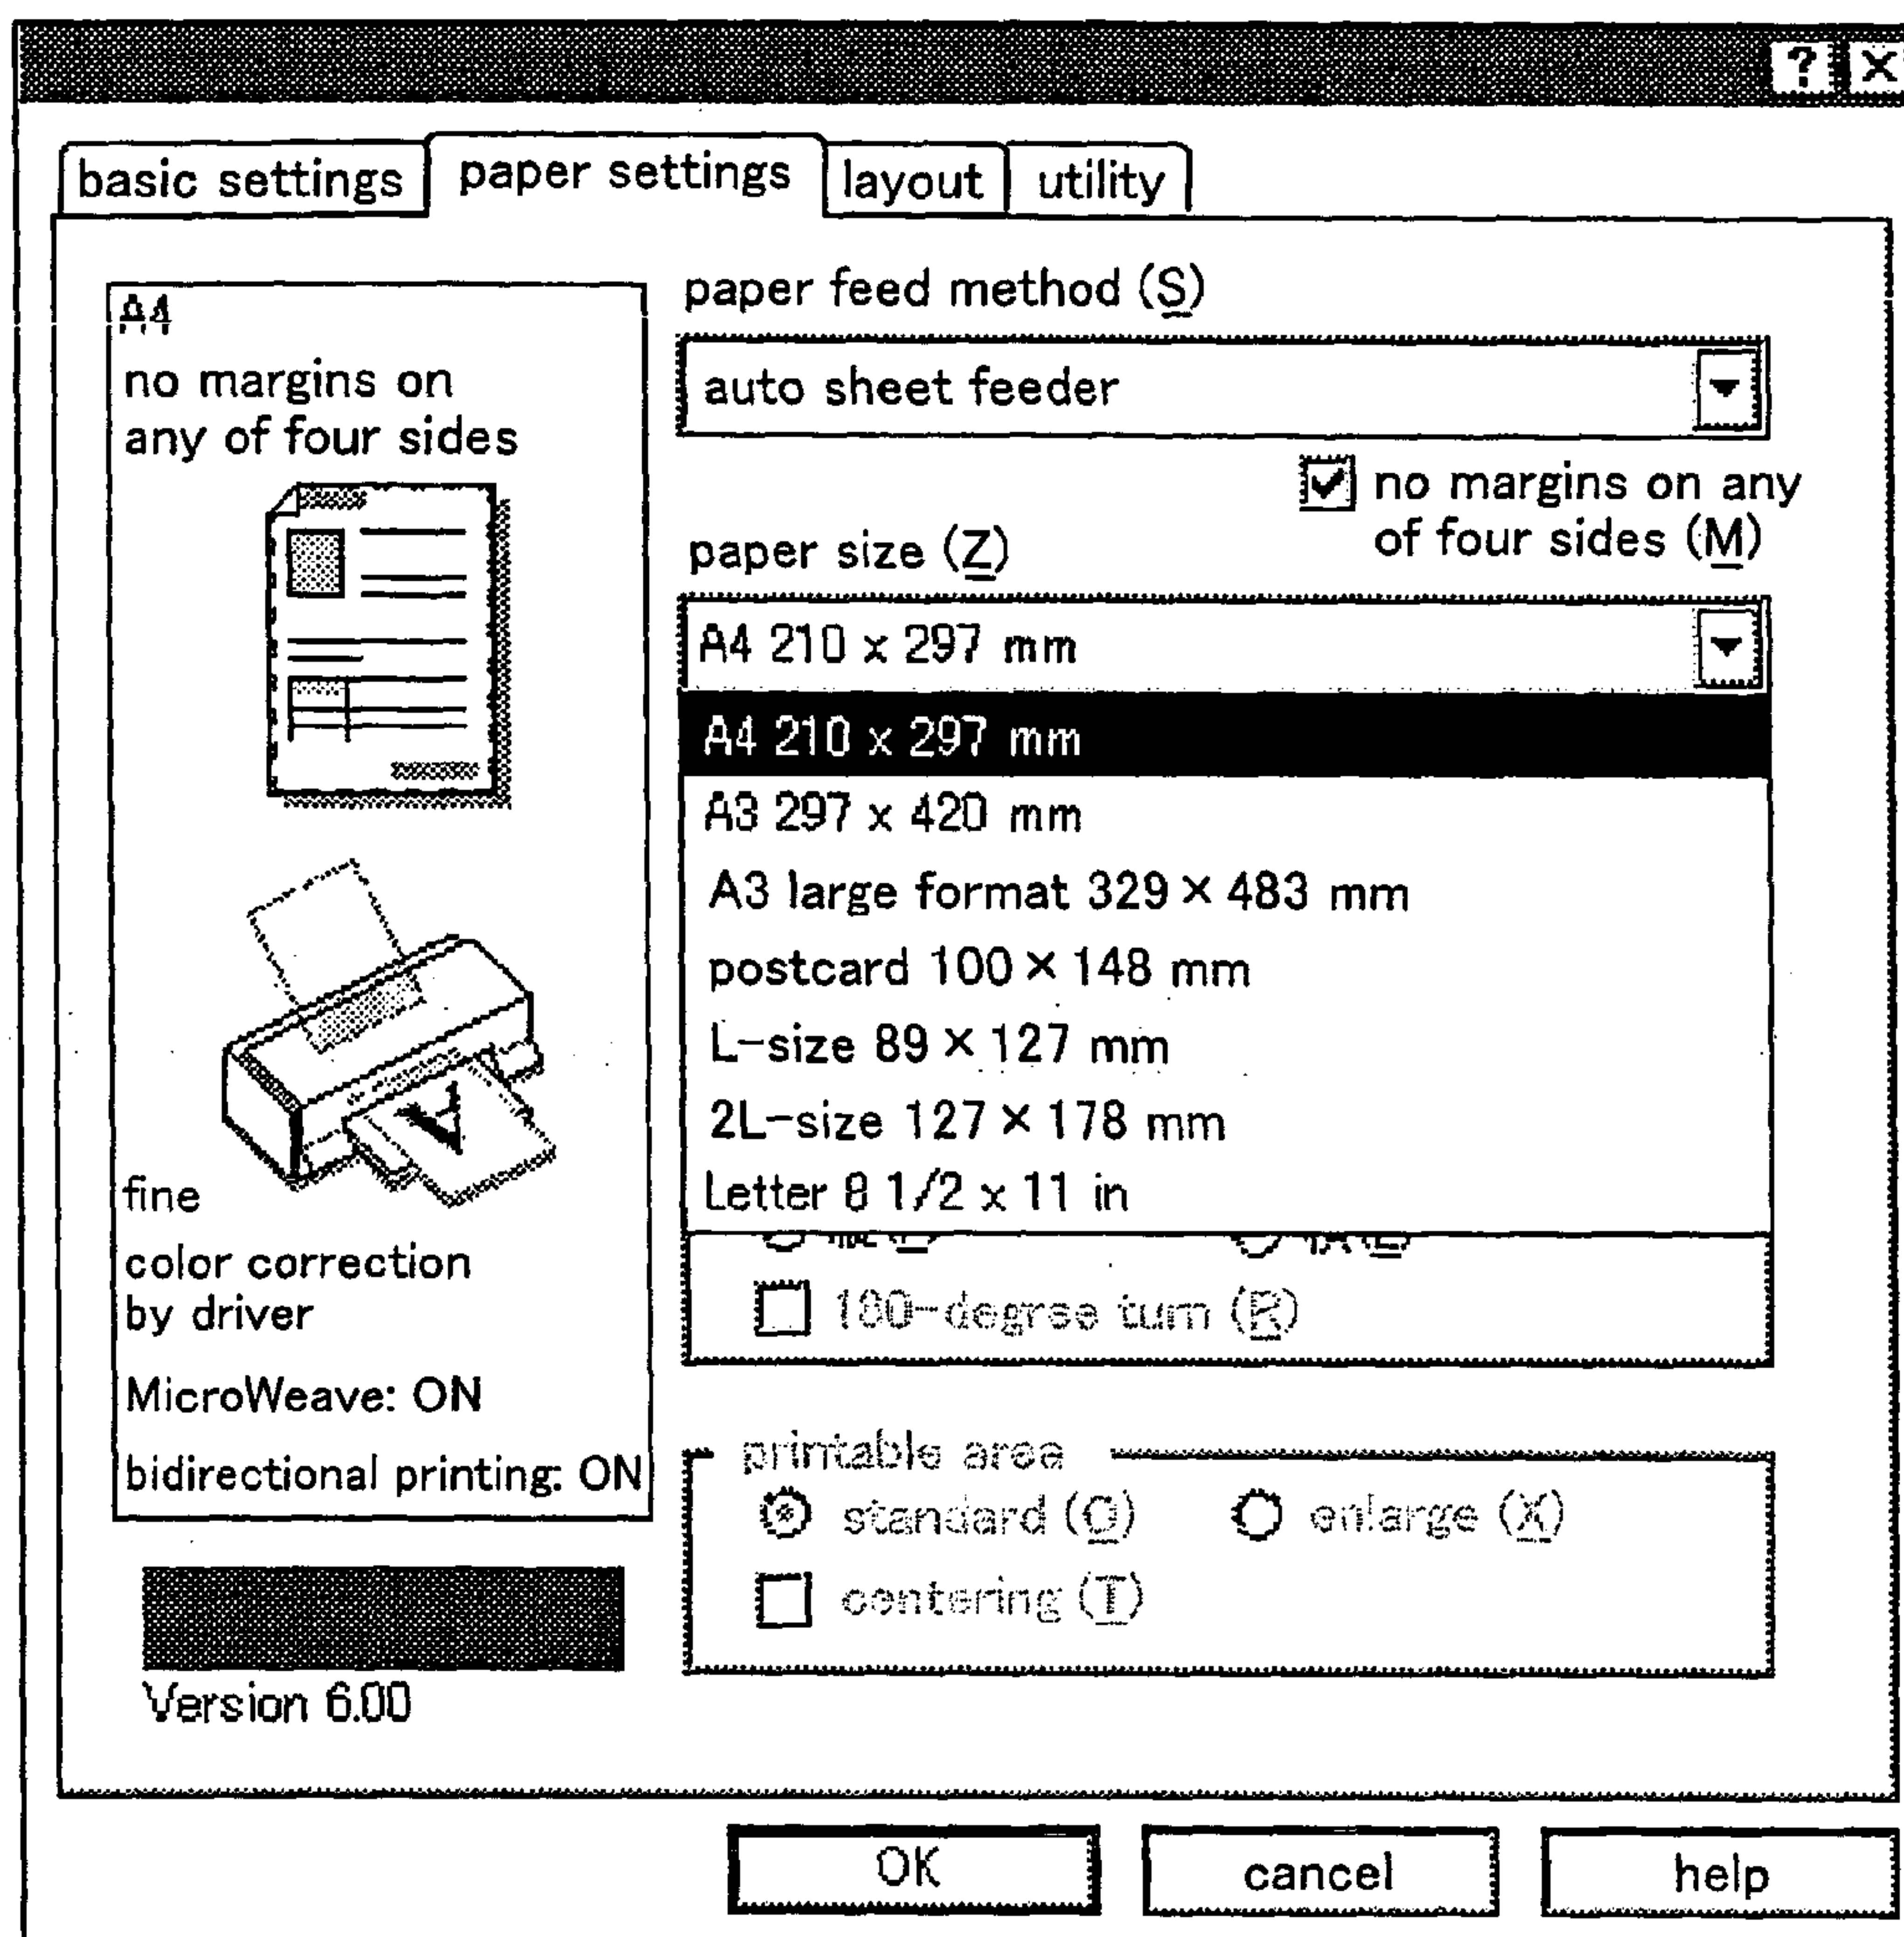 ? ×
basic settings paper settings layout utility
A4
no margins on
any of four sides
fine
color correction
by driver
MicroWeave: ON
bidirectional printing: ON
Version 6.00
paper feed method (S)
auto sheet feeder
no margins on any
of four sides (M)
paper size (Z)
A4 210 x 297 mm
A4 210 x 297 mm
A3 297 x 420 mm
A3 large format 329 × 483 mm
postcard 100 × 148 mm
L-size 89 × 127 mm
2L-size 127 × 178 mm
Letter 8 1/2 x 11 in
180-degree turn (R)
printable area
standard (O) enlarge (X)
centering (T)
OK cancel help